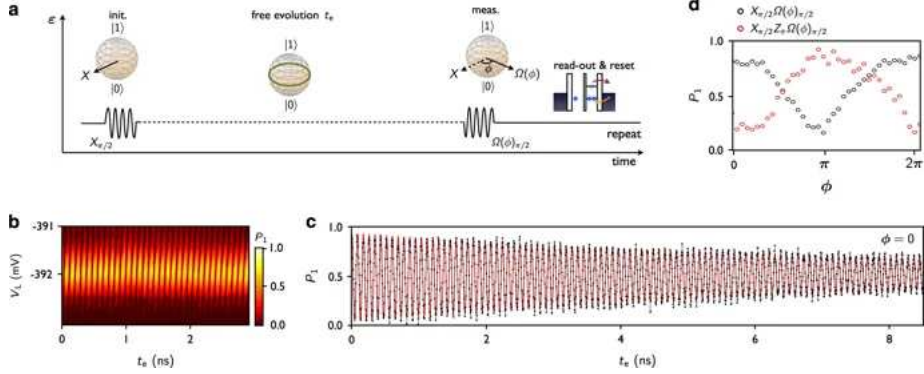 a
ε
init.
|1⟩
X
|0⟩
X_{π/2}
free evolution t_e
|1⟩
|0⟩
meas.
|1⟩
X
ϕ
Ω(ϕ)
|0⟩
Ω(ϕ)_{π/2}
read-out & reset
repeat
time
d
X_{π/2}Ω(ϕ)_{π/2}
X_{π/2}Z_πΩ(ϕ)_{π/2}
P_1
1.0
0.5
0.0
0
π
2π
ϕ
b
V_L (mV)
-391
-392
P_1
1.0
0.5
0.0
0
1
2
t_e (ns)
c
P_1
1.0
0.5
0.0
ϕ = 0
0
2
4
6
8
t_e (ns)